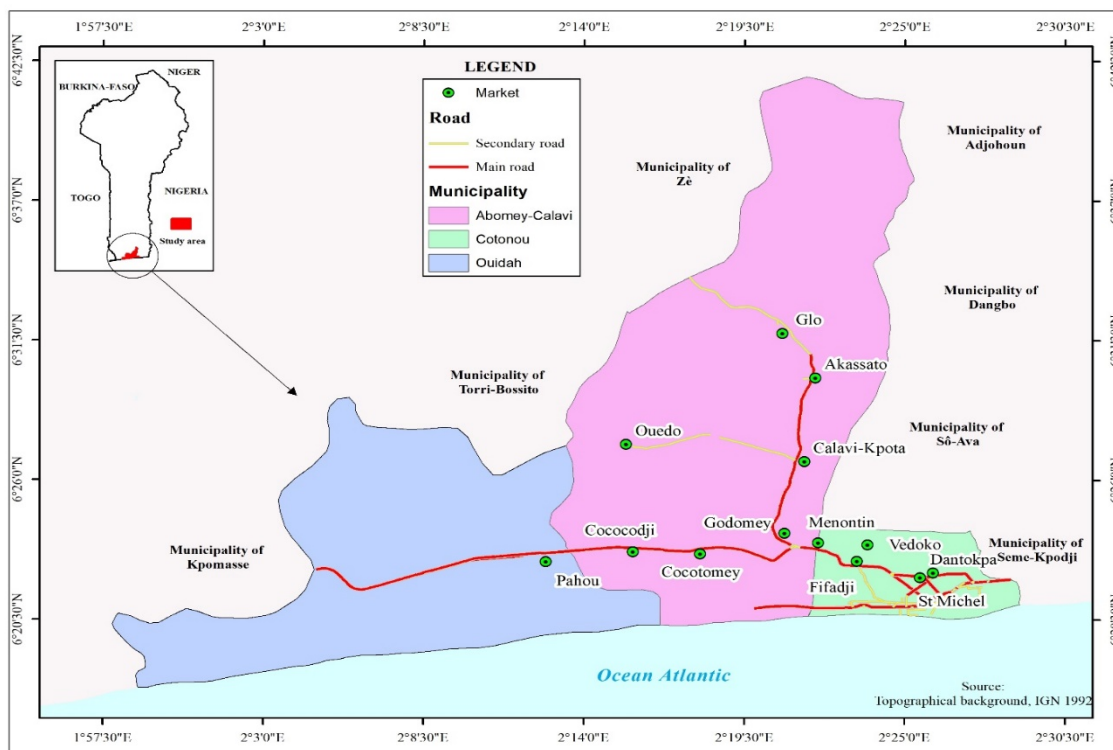 1°57'30"E 2°3'0"E 2°8'30"E 2°14'0"E 2°19'30"E 2°25'0"E 2°30'30"E
6°42'30"N
6°37'0"N
6°31'30"N
6°26'0"N
6°20'30"N
NIGER
BURKINA-FASO
TOGO
NIGERIA
Study area
LEGEND
Market
Road
Secondary road
Main road
Municipality
Abomey-Calavi
Cotonou
Ouidah
Municipality of
Adjohoun
Municipality of
Zè
Municipality of
Dangbo
Glo
Akassato
Municipality of
Torri-Bossito
Municipality of
Sô-Ava
Ouedo
Calavi-Kpota
Godomey
Menontin
Cococodji
Vedoko
Municipality of
Seme-Kpodji
Dantokpa
Municipality of
Kpomasse
Pahou
Cocotomey
Fifadji
St Michel
Ocean Atlantic
Source:
Topographical background, IGN 1992
1°57'30"E 2°3'0"E 2°8'30"E 2°14'0"E 2°19'30"E 2°25'0"E 2°30'30"E